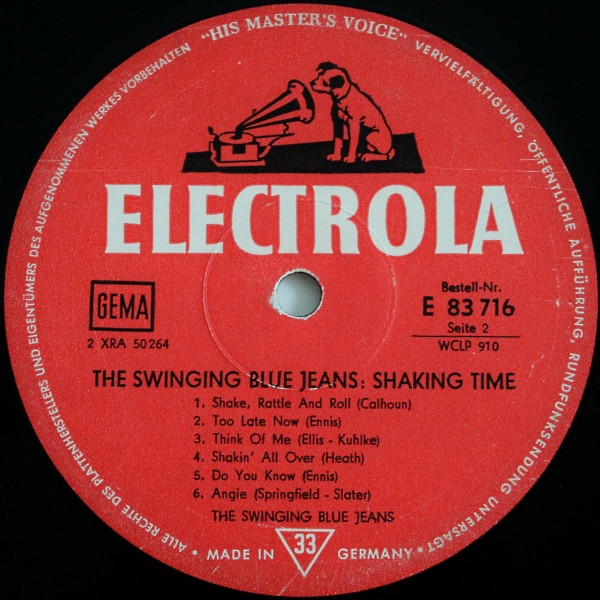 ALLE RECHTE DES PLATTENHERSTELLERS UND EIGENTÜMERS DES AUFGENOMMENEN WERKES VORBEHALTEN "HIS MASTER'S VOICE" VERVIELFÄLTIGUNG, ÖFFENTLICHE AUFFÜHRUNG, RUNDFUNKSENDUNG UNTERSAGT
ELECTROLA
GEMA
2 XRA 50264
Bestell-Nr.
E 83 716
Seite 2
WCLP 910
THE SWINGING BLUE JEANS: SHAKING TIME
1. Shake, Rattle And Roll (Calhoun)
2. Too Late Now (Ennis)
3. Think Of Me (Ellis - Kuhlke)
4. Shakin' All Over (Heath)
5. Do You Know (Ennis)
6. Angie (Springfield - Slater)
THE SWINGING BLUE JEANS
• MADE IN 33 GERMANY •